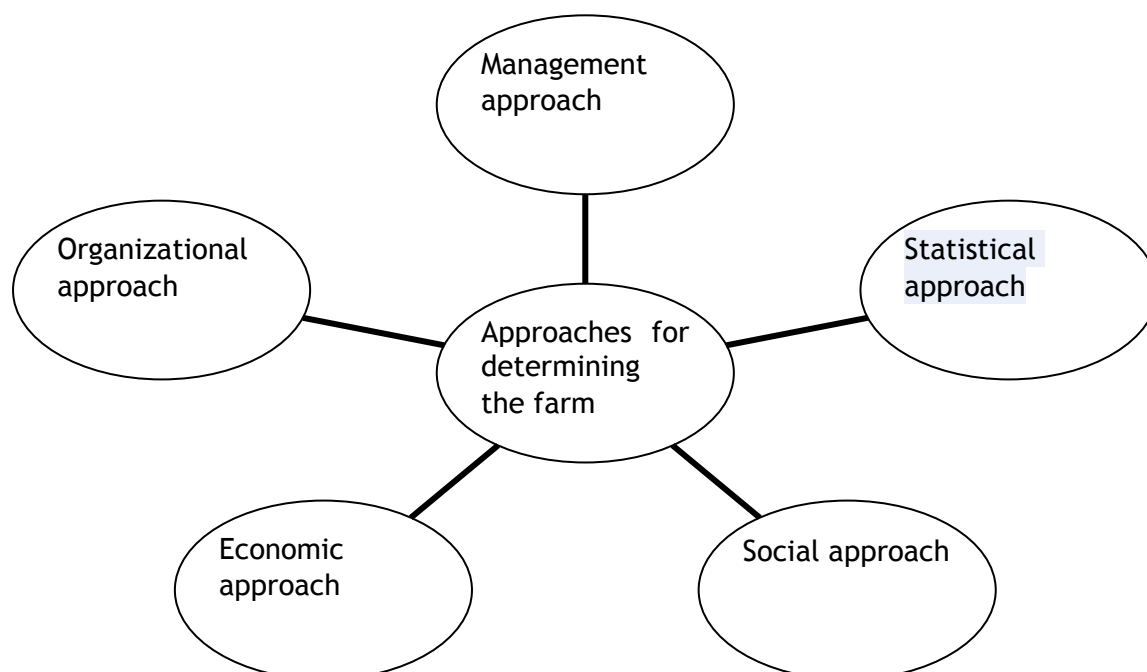 Management
approach
Organizational
approach
Statistical
approach
Approaches for
determining
the farm
Economic
approach
Social approach